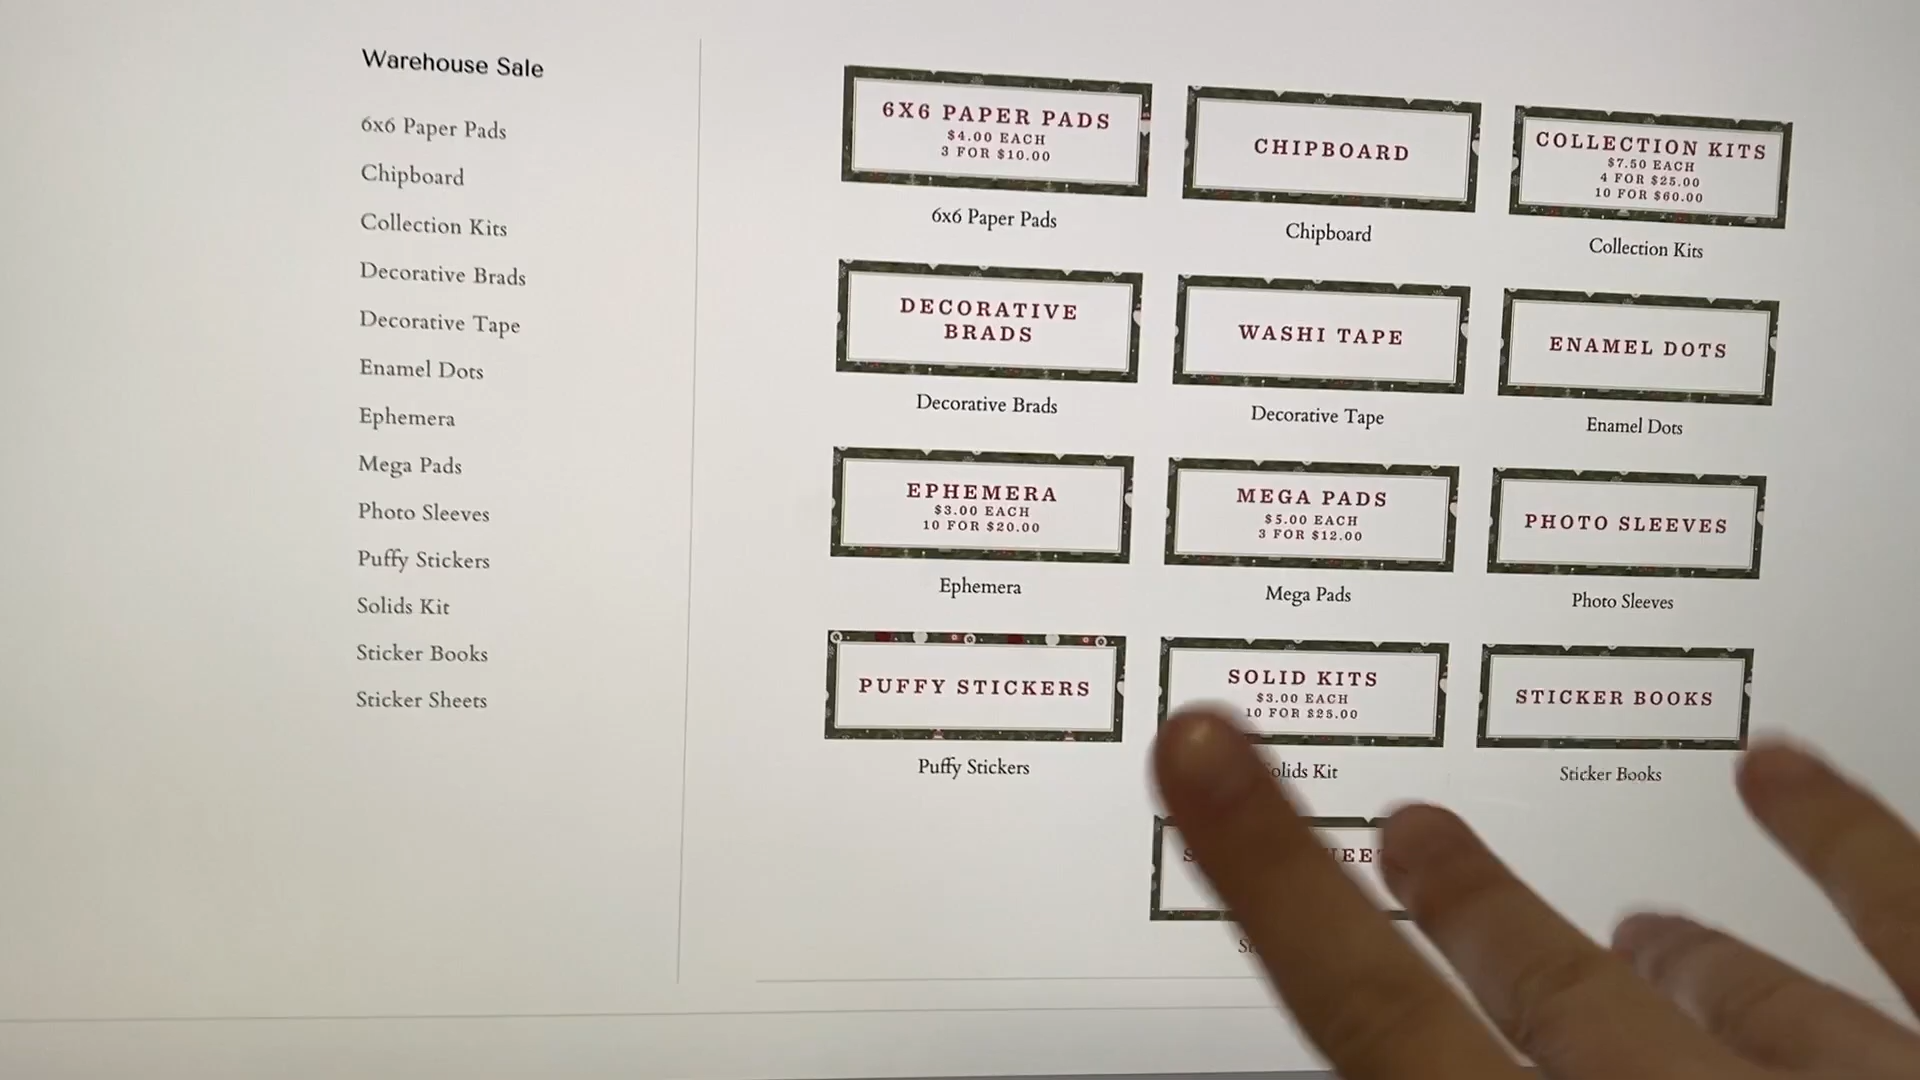 Warehouse Sale
6x6 Paper Pads
Chipboard
Collection Kits
Decorative Brads
Decorative Tape
Enamel Dots
Ephemera
Mega Pads
Photo Sleeves
Puffy Stickers
Solids Kit
Sticker Books
Sticker Sheets
6X6 PAPER PADS
$4.00 EACH
3 FOR $10.00
6x6 Paper Pads
CHIPBOARD
Chipboard
COLLECTION KITS
$7.50 EACH
4 FOR $25.00
10 FOR $60.00
Collection Kits
DECORATIVE
BRADS
Decorative Brads
WASHI TAPE
Decorative Tape
ENAMEL DOTS
Enamel Dots
EPHEMERA
$3.00 EACH
10 FOR $20.00
Ephemera
MEGA PADS
$5.00 EACH
3 FOR $12.00
Mega Pads
PHOTO SLEEVES
Photo Sleeves
PUFFY STICKERS
Puffy Stickers
SOLID KITS
$3.00 EACH
10 FOR $25.00
Solids Kit
STICKER BOOKS
Sticker Books